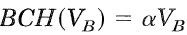 BCH(V_B) = αV_B